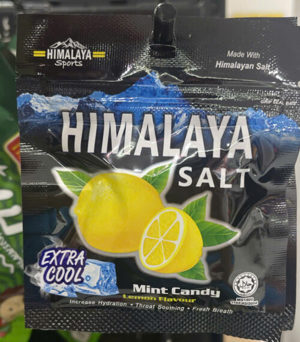 HIMALAYA
Sports
Made With
Himalayan Salt
HIMALAYA
SALT
EXTRA
COOL
Mint Candy
Lemon Flavour
Increase Hydration • Throat Soothing • Fresh Breath